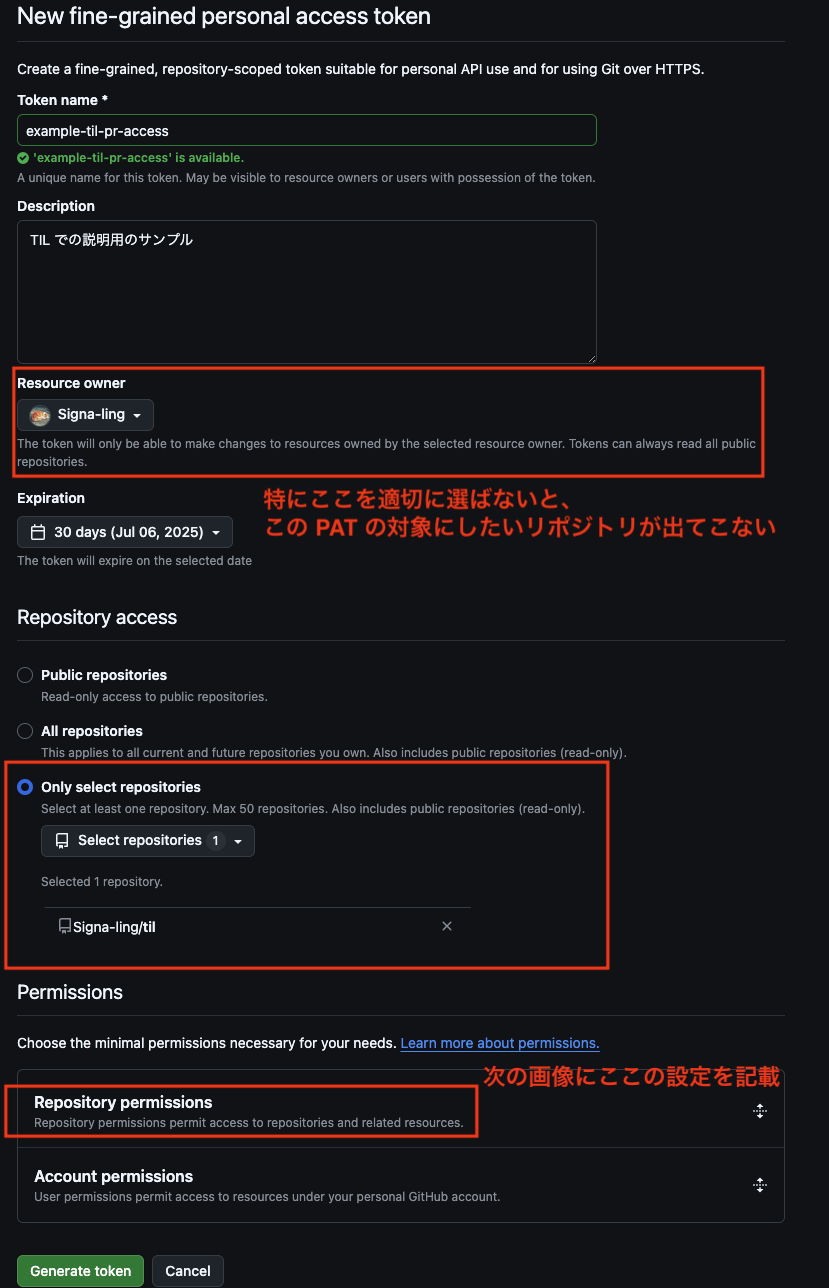 New fine-grained personal access token
Create a fine-grained, repository-scoped token suitable for personal API use and for using Git over HTTPS.
Token name *
example-til-pr-access
'example-til-pr-access' is available.
A unique name for this token. May be visible to resource owners or users with possession of the token.
Description
TIL での説明用のサンプル
Resource owner
Signa-ling
The token will only be able to make changes to resources owned by the selected resource owner. Tokens can always read all public
repositories.
特にここを適切に選ばないと、
この PAT の対象にしたいリポジトリが出てこない
Expiration
30 days (Jul 06, 2025)
The token will expire on the selected date
Repository access
Public repositories
Read-only access to public repositories.
All repositories
This applies to all current and future repositories you own. Also includes public repositories (read-only).
Only select repositories
Select at least one repository. Max 50 repositories. Also includes public repositories (read-only).
Select repositories 1
Selected 1 repository.
Signa-ling/til
Permissions
Choose the minimal permissions necessary for your needs. Learn more about permissions.
次の画像にここの設定を記載
Repository permissions
Repository permissions permit access to repositories and related resources.
Account permissions
User permissions permit access to resources under your personal GitHub account.
Generate token
Cancel